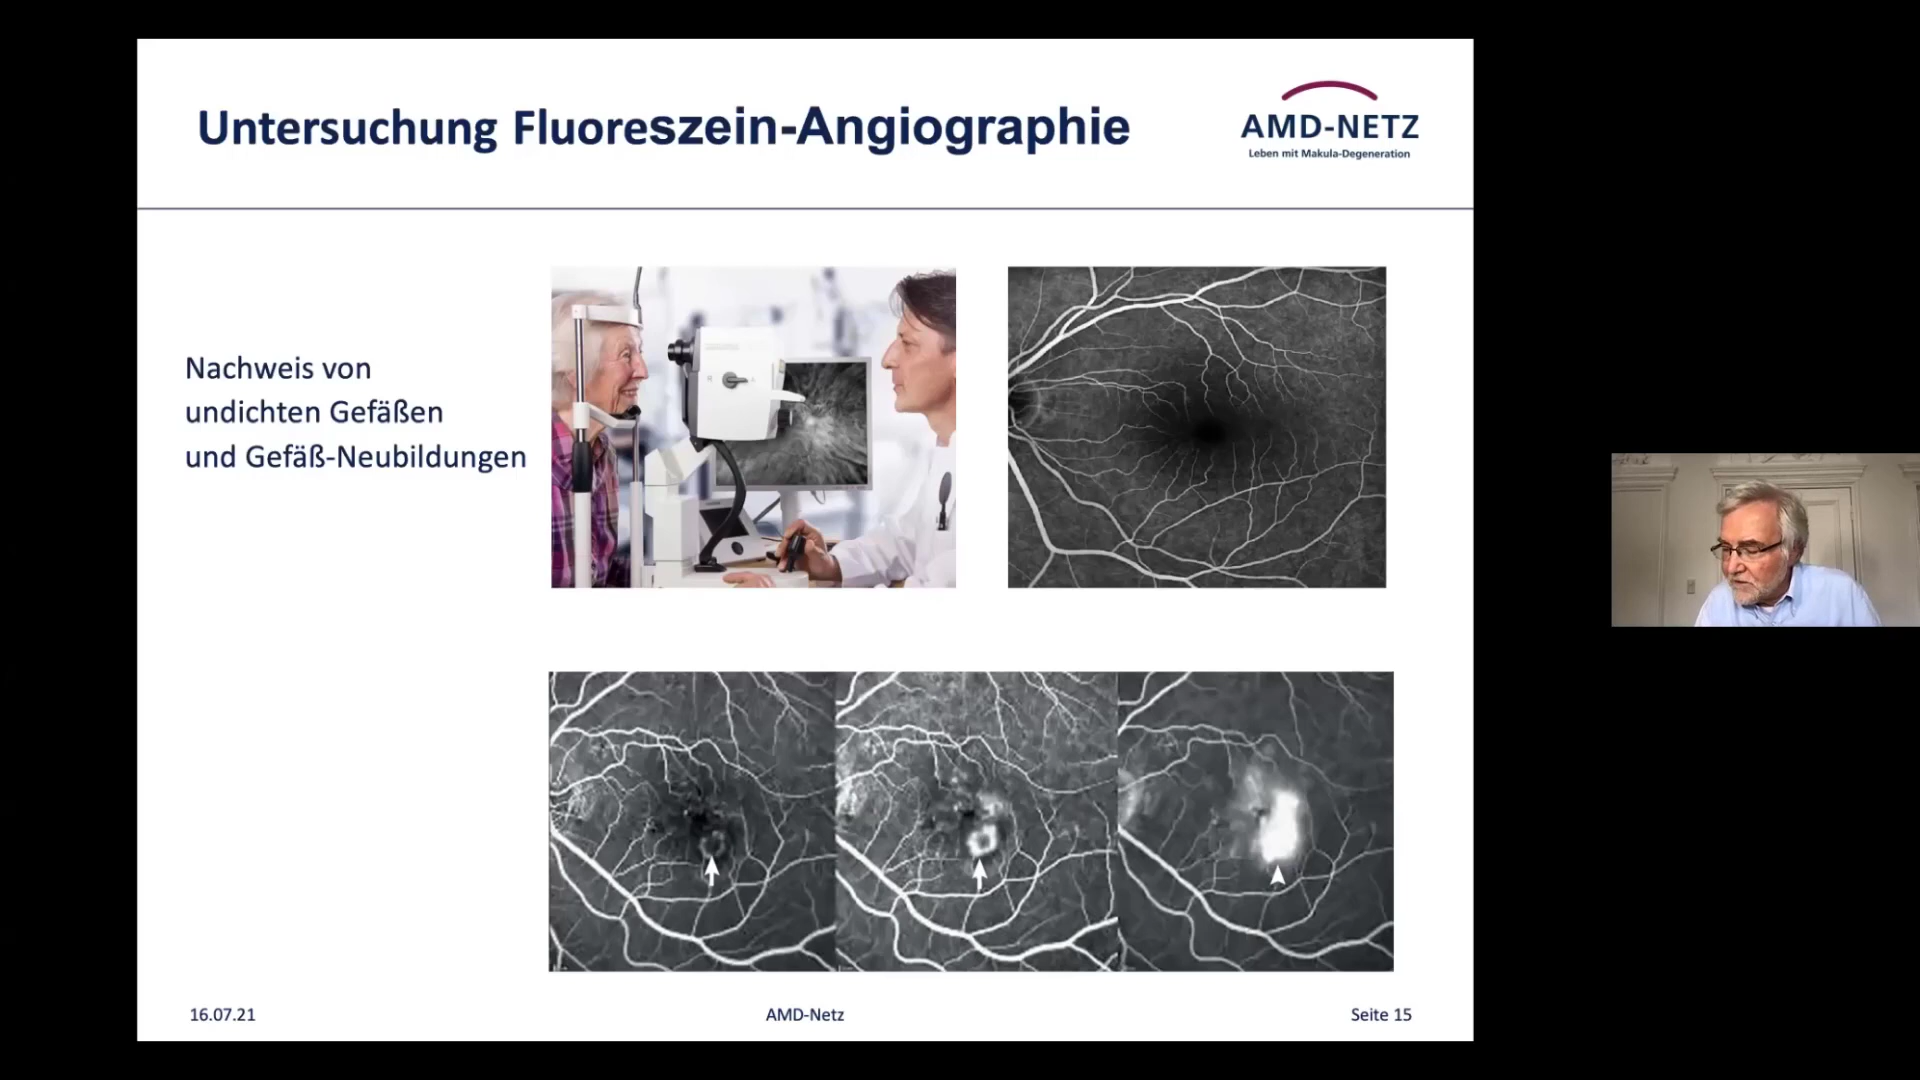 Untersuchung Fluoreszein-Angiographie
AMD-NETZ
Leben mit Makula-Degeneration
Nachweis von
undichten Gefäßen
und Gefäß-Neubildungen
16.07.21
AMD-Netz
Seite 15